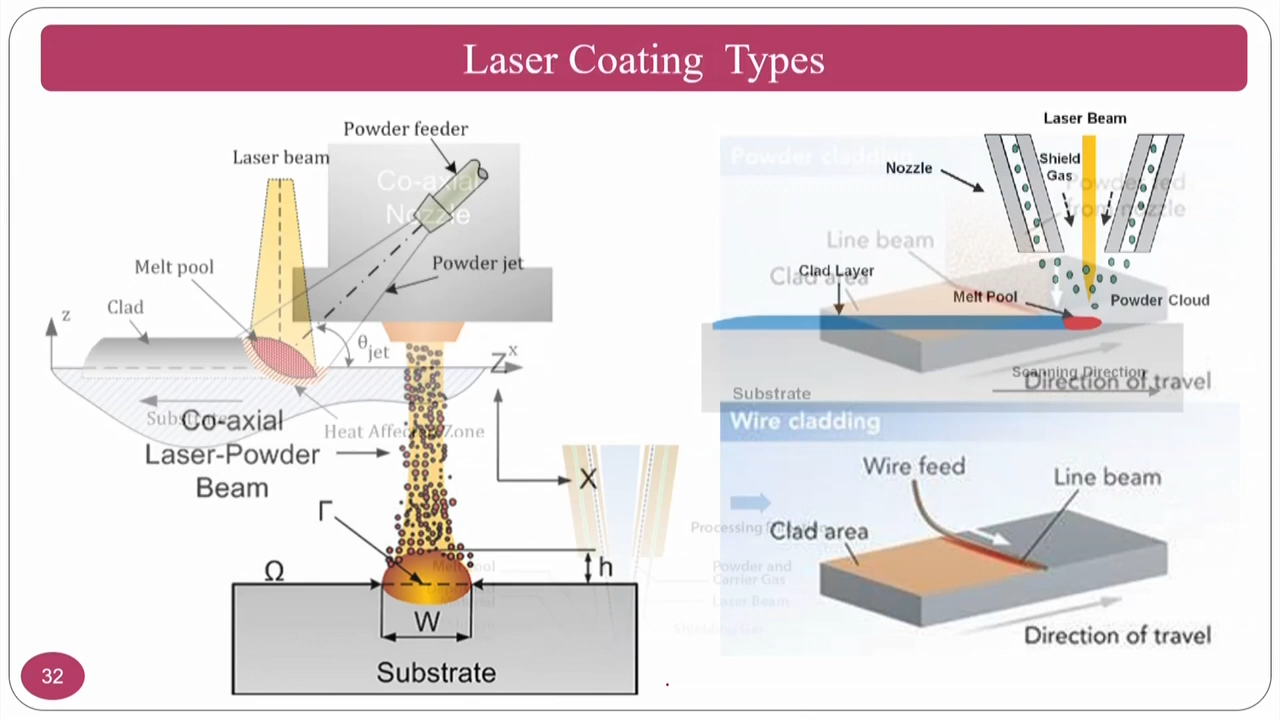 Laser Coating Types
Powder feeder
Laser beam
Co-axial
Nozzle
Melt pool
Powder jet
Clad
z
θjet
x
Z
Substrate
Heat Affected Zone
Co-axial
Laser-Powder
Beam
X
Γ
Ω
h
W
Substrate
Laser Beam
Powder cladding
Nozzle
Shield
Gas
Powder fed
from nozzle
Line beam
Clad area
Clad Layer
Melt Pool
Powder Cloud
Scanning Direction
Direction of travel
Substrate
Wire cladding
Wire feed
Line beam
Clad area
Direction of travel
Processing
Melt pool
Powder and
Carrier Gas
Laser Beam
Shielding Gas
32